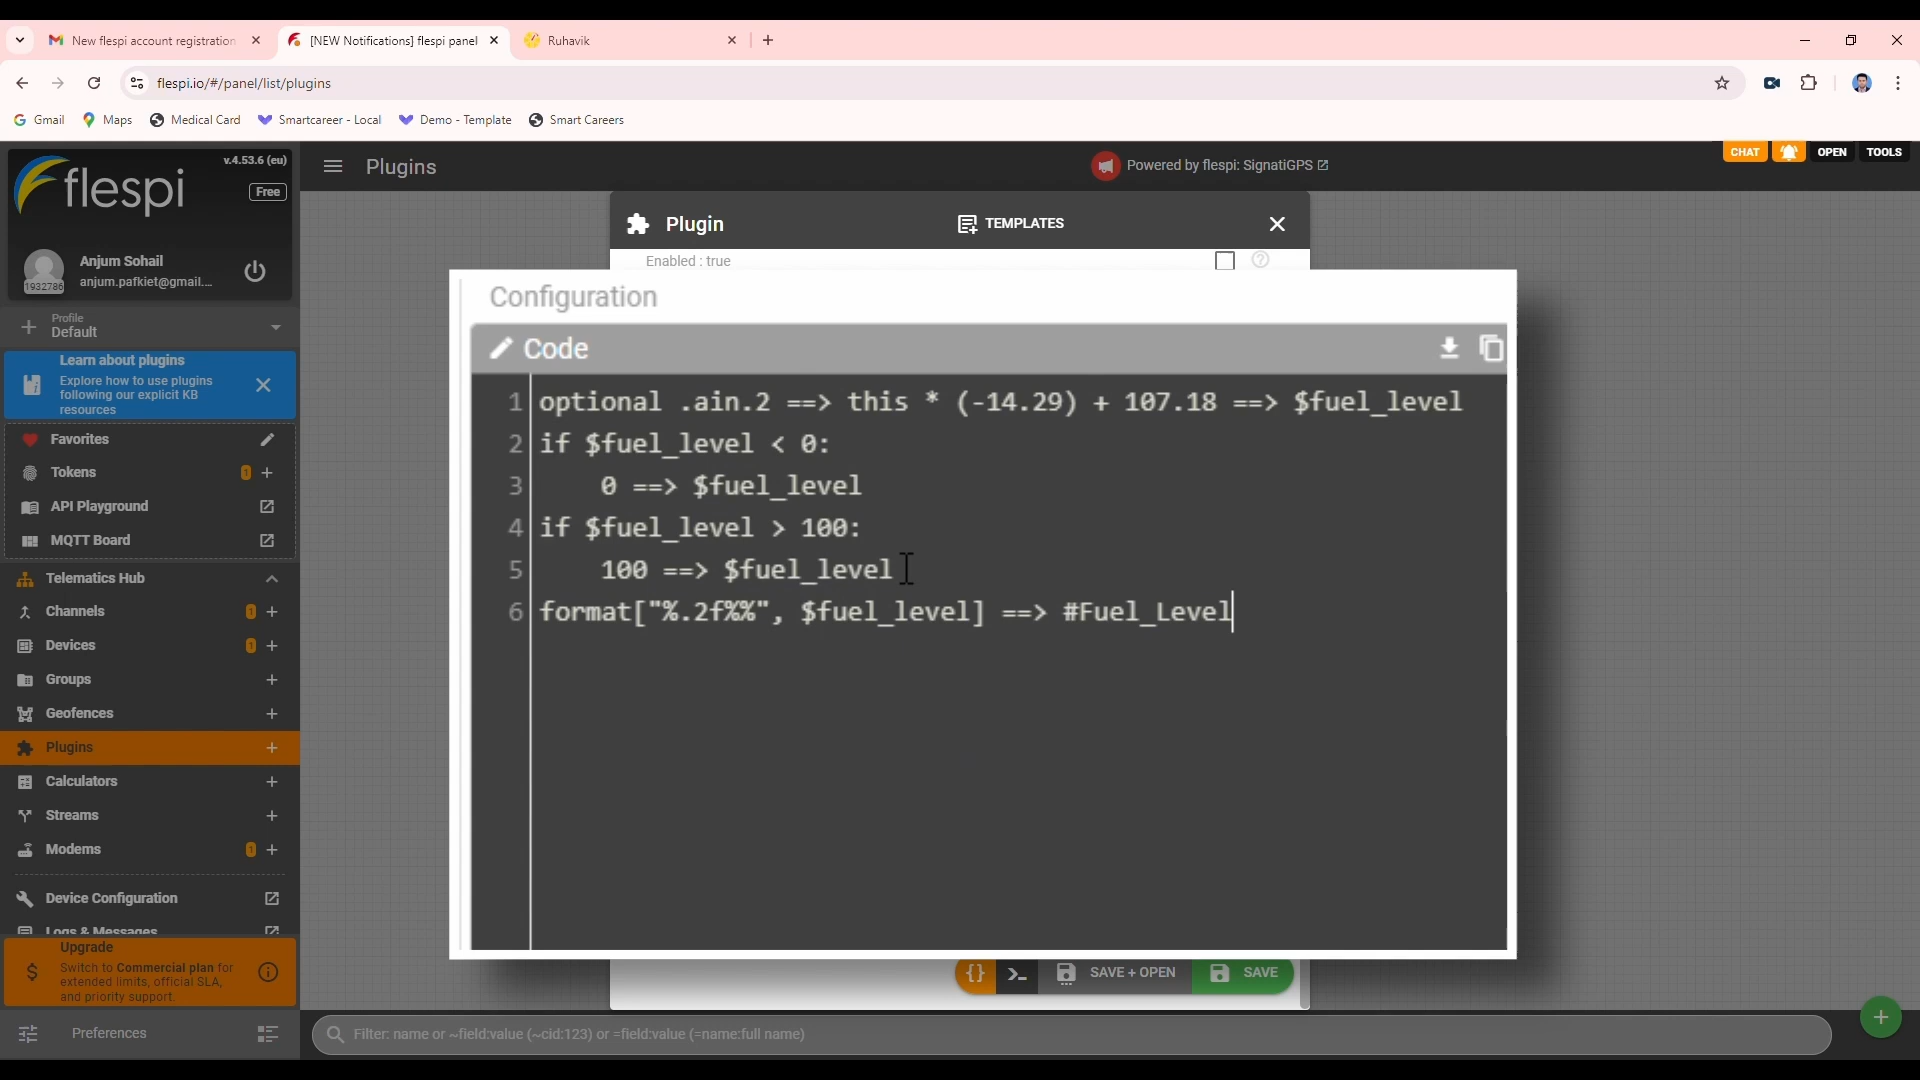 New flespi account registration
[NEW Notifications] flespi panel
Ruhavik
flespi.io/#/panel/list/plugins
Gmail
Maps
Medical Card
Smartcareer - Local
Demo - Template
Smart Careers
flespi
v.4.53.6 (eu)
Free
Anjum Sohail
anjum.pafkiet@gmail....
1932786
Profile
Default
Learn about plugins
Explore how to use plugins
following our explicit KB
resources
Favorites
Tokens 1
API Playground
MQTT Board
Telematics Hub
Channels 1
Devices 1
Groups
Geofences
Plugins
Calculators
Streams
Modems 1
Device Configuration
Logs & Messages
Upgrade
Switch to Commercial plan for
extended limits, official SLA,
and priority support.
Preferences
Plugins
Powered by flespi: SignatiGPS
CHAT
OPEN
TOOLS
Plugin
TEMPLATES
Enabled : true
Configuration
Code
1 optional .ain.2 ==> this * (-14.29) + 107.18 ==> $fuel_level
2 if $fuel_level < 0:
3 0 ==> $fuel_level
4 if $fuel_level > 100:
5 100 ==> $fuel_level
6 format["%.2f%%", $fuel_level] ==> #Fuel_Level
{}
SAVE + OPEN
SAVE
Filter: name or ~field:value (~cid:123) or =field:value (=name:full name)